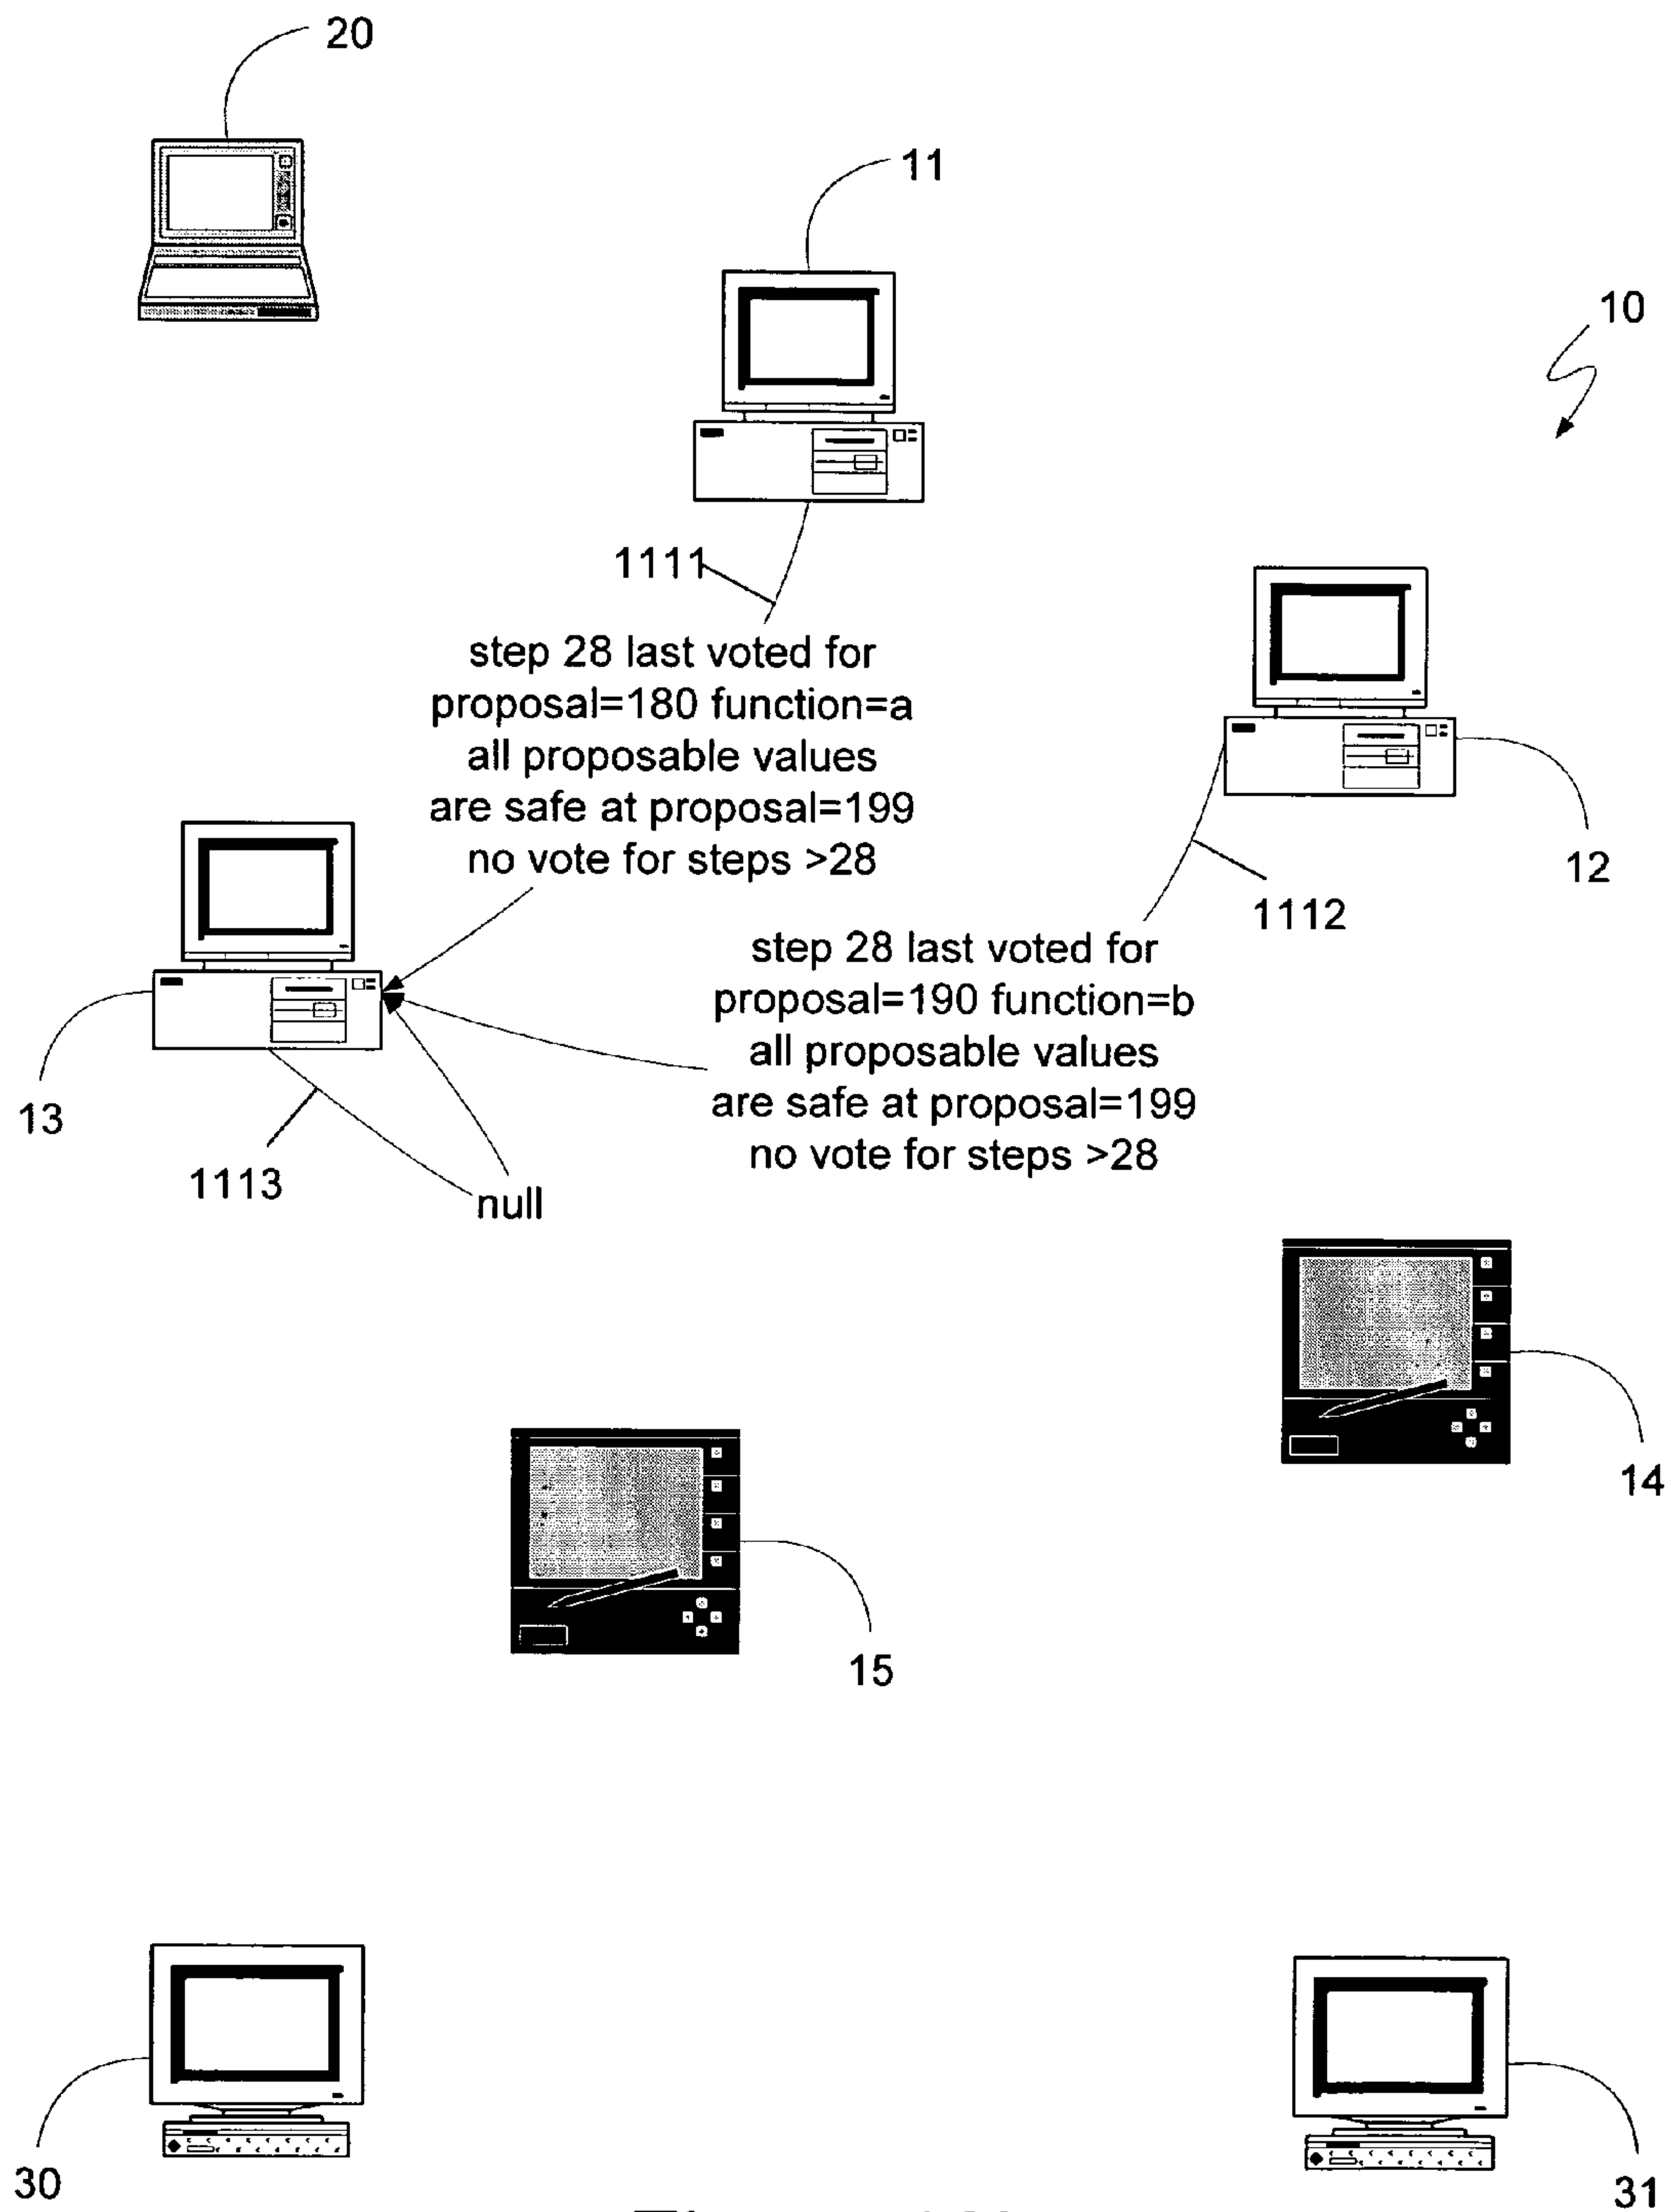 20
11
10
1111
step 28 last voted for
proposal=180 function=a
all proposable values
are safe at proposal=199
no vote for steps >28
12
1112
step 28 last voted for
proposal=190 function=b
all proposable values
are safe at proposal=199
no vote for steps >28
13
1113
null
14
15
30
31